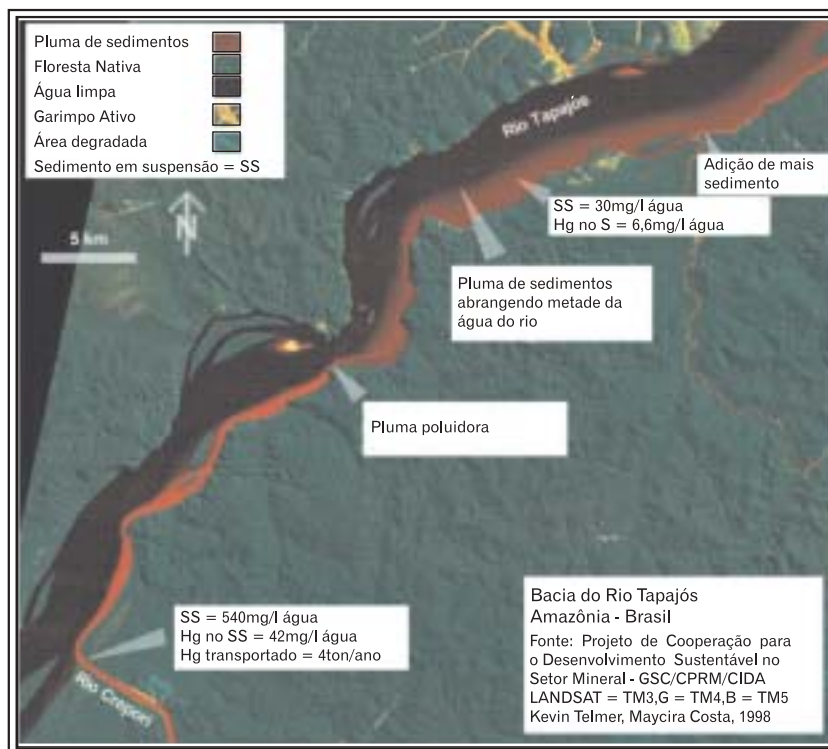 Pluma de sedimentos
Floresta Nativa
Água limpa
Garimpo Ativo
Área degradada
Sedimento em suspensão = SS
N
5 km
Rio Tapajós
Adição de mais
sedimento
SS = 30mg/l água
Hg no S = 6,6mg/l água
Pluma de sedimentos
abrangendo metade da
água do rio
Pluma poluidora
SS = 540mg/l água
Hg no SS = 42mg/l água
Hg transportado = 4ton/ano
Rio Crepori
Bacia do Rio Tapajós
Amazônia - Brasil
Fonte: Projeto de Cooperação para
o Desenvolvimento Sustentável no
Setor Mineral - GSC/CPRM/CIDA
LANDSAT = TM3,G = TM4,B = TM5
Kevin Telmer, Maycira Costa, 1998